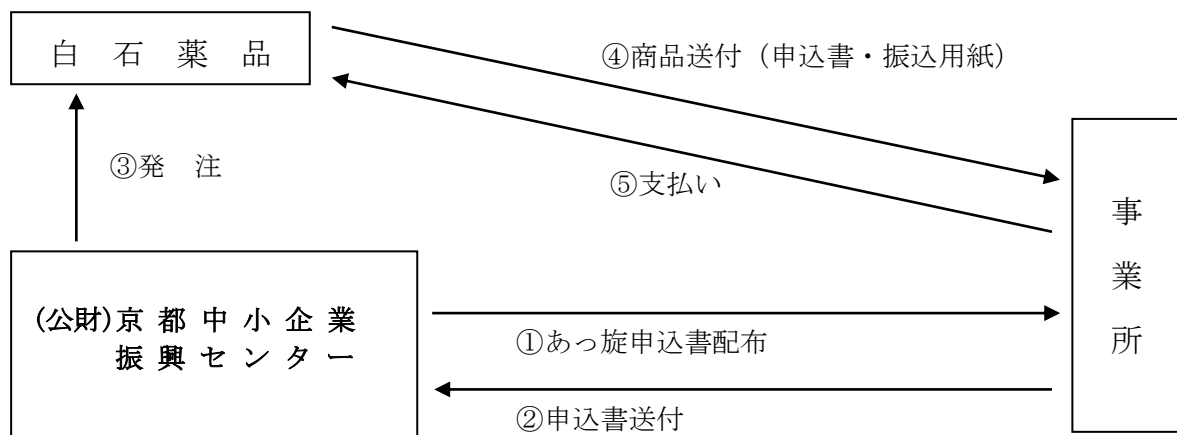 白 石 薬 品
④商品送付（申込書・振込用紙）
③発 注
⑤支払い
事
業
所
(公財)京 都 中 小 企 業
振 興 セ ン タ ー
①あっ旋申込書配布
②申込書送付